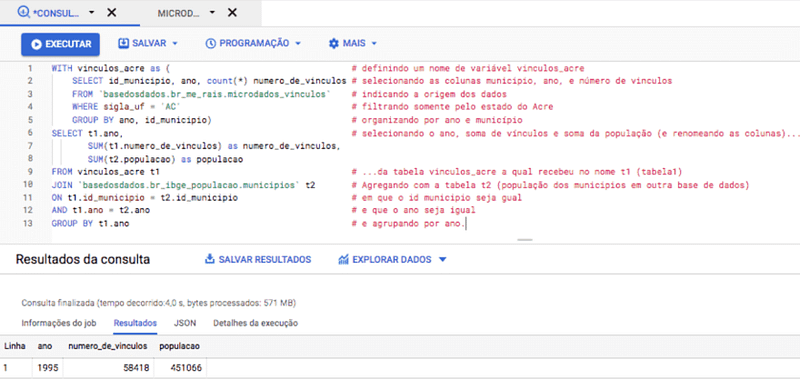 *CONSUL...
MICROD...
EXECUTAR
SALVAR
PROGRAMAÇÃO
MAIS
1 WITH vinculos_acre as ( # definindo um nome de variável vinculos_acre
2 SELECT id_municipio, ano, count(*) numero_de_vinculos # selecionando as colunas municipio, ano, e número de vinculos
3 FROM `basedosdados.br_me_rais.microdados_vinculos` # indicando a origem dos dados
4 WHERE sigla_uf = 'AC' # filtrando somente pelo estado do Acre
5 GROUP BY ano, id_municipio) # organizando por ano e município
6 SELECT t1.ano, # selecionando o ano, soma de vinculos e soma da população (e renomeando as colunas)...
7 SUM(t1.numero_de_vinculos) as numero_de_vinculos,
8 SUM(t2.populacao) as populacao
9 FROM vinculos_acre t1 # ...da tabela vinculos_acre a qual recebeu no nome t1 (tabela1)
10 JOIN `basedosdados.br_ibge_populacao.municipios` t2 # Agregando com a tabela t2 (população dos municipios em outra base de dados)
11 ON t1.id_municipio = t2.id_municipio # em que o id municipio seja gual
12 AND t1.ano = t2.ano # e que o ano seja igual
13 GROUP BY t1.ano # e agrupando por ano.
Resultados da consulta
SALVAR RESULTADOS
EXPLORAR DADOS
Consulta finalizada (tempo decorrido:4,0 s, bytes processados: 571 MB)
Informações do job Resultados JSON Detalhes da execução
Linha ano numero_de_vinculos populacao
1 1995 58418 451066